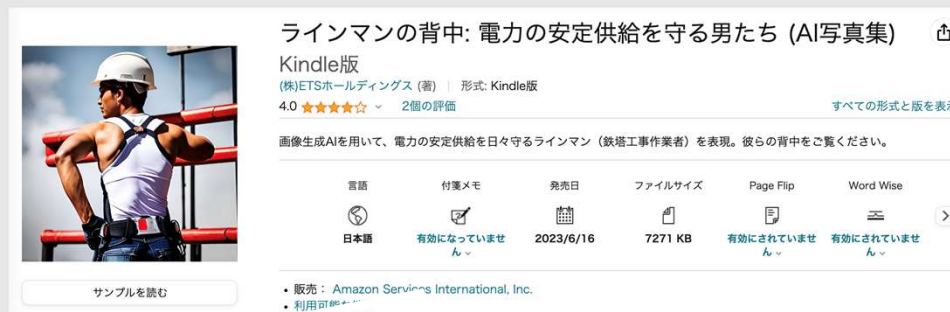 ラインマンの背中: 電力の安定供給を守る男たち (AI写真集)
Kindle版
(株)ETSホールディングス (著) | 形式: Kindle版
4.0 2個の評価 すべての形式と版を表
画像生成AIを用いて、電力の安定供給を日々守るラインマン（鉄塔工事作業者）を表現。彼らの背中をご覧ください。
言語 付箋メモ 発売日 ファイルサイズ Page Flip Word Wise
日本語 有効になっていません 2023/6/16 7271 KB 有効にされていません 有効にされていません
サンプルを読む
• 販売： Amazon Services International, Inc.
• 利用可能な